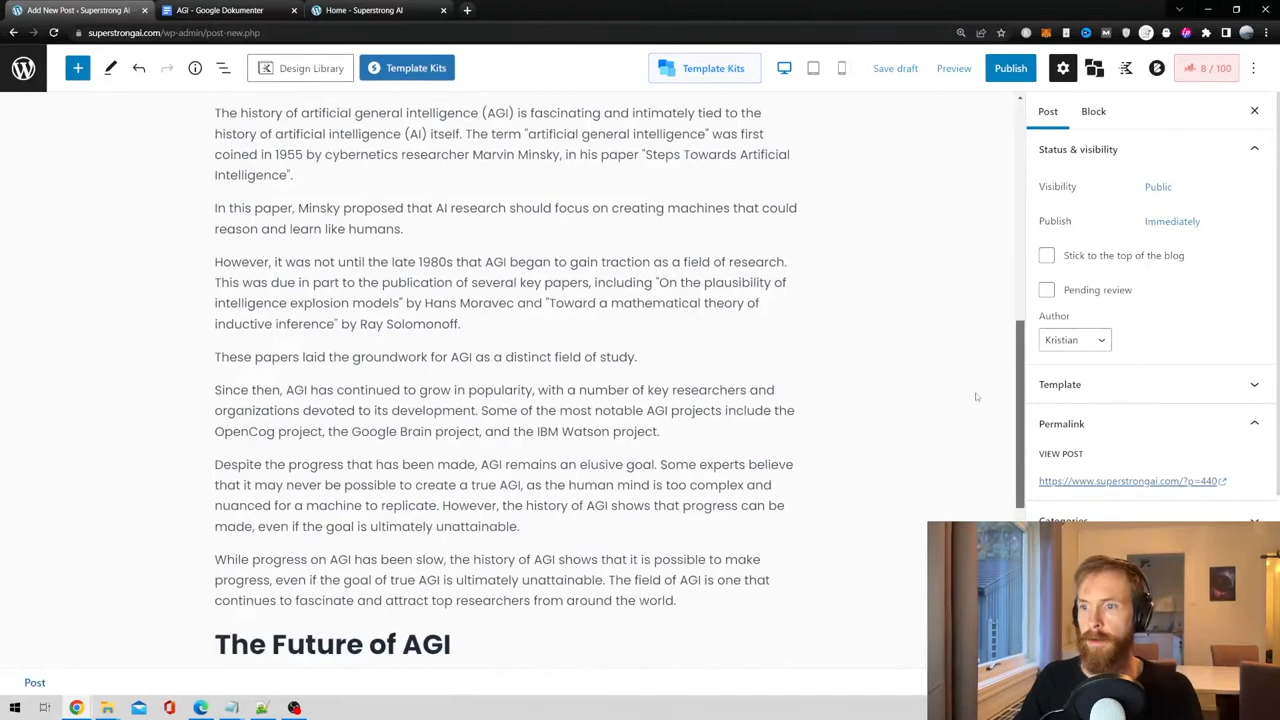 Add New Post ‹ Superstrong AI
AGI - Google Dokumenter
Home - Superstrong AI
superstrongai.com/wp-admin/post-new.php
Design Library
Template Kits
Template Kits
Save draft
Preview
Publish
8 / 100
The history of artificial general intelligence (AGI) is fascinating and intimately tied to the
history of artificial intelligence (AI) itself. The term "artificial general intelligence" was first
coined in 1955 by cybernetics researcher Marvin Minsky, in his paper "Steps Towards Artificial
Intelligence".
In this paper, Minsky proposed that AI research should focus on creating machines that could
reason and learn like humans.
However, it was not until the late 1980s that AGI began to gain traction as a field of research.
This was due in part to the publication of several key papers, including "On the plausibility of
intelligence explosion models" by Hans Moravec and "Toward a mathematical theory of
inductive inference" by Ray Solomonoff.
These papers laid the groundwork for AGI as a distinct field of study.
Since then, AGI has continued to grow in popularity, with a number of key researchers and
organizations devoted to its development. Some of the most notable AGI projects include the
OpenCog project, the Google Brain project, and the IBM Watson project.
Despite the progress that has been made, AGI remains an elusive goal. Some experts believe
that it may never be possible to create a true AGI, as the human mind is too complex and
nuanced for a machine to replicate. However, the history of AGI shows that progress can be
made, even if the goal is ultimately unattainable.
While progress on AGI has been slow, the history of AGI shows that it is possible to make
progress, even if the goal of true AGI is ultimately unattainable. The field of AGI is one that
continues to fascinate and attract top researchers from around the world.
The Future of AGI
Post
Post
Block
Status & visibility
Visibility
Public
Publish
Immediately
Stick to the top of the blog
Pending review
Author
Kristian
Template
Permalink
VIEW POST
https://www.superstrongai.com/?p=440
Categories